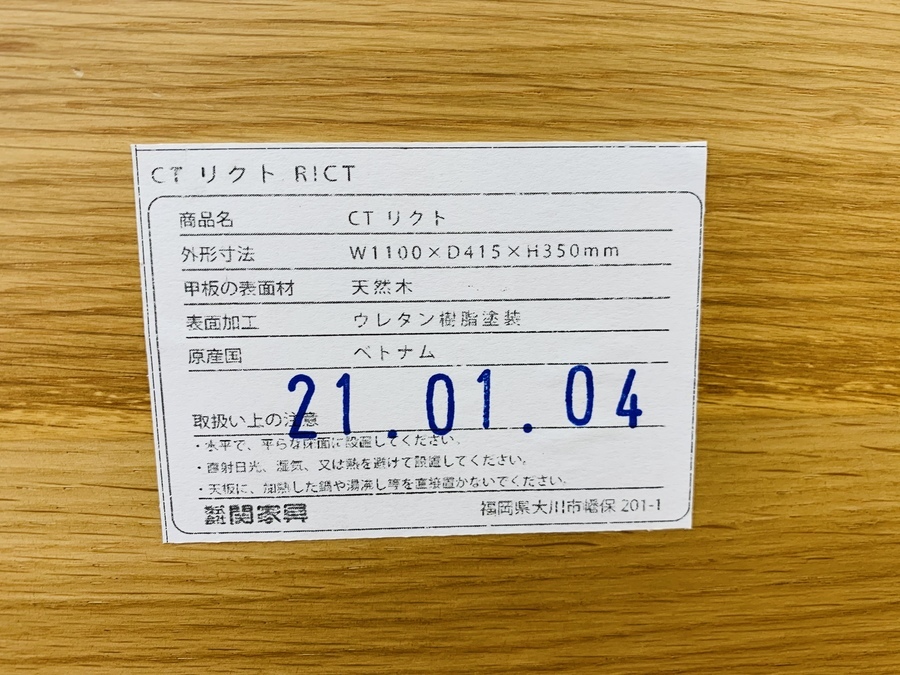 CT リクト RICT
商品名 CT リクト
外形寸法 W1100×D415×H350mm
甲板の表面材 天然木
表面加工 ウレタン樹脂塗装
原産国 ベトナム
21.01.04
取扱い上の注意
・水平で、平らな床面に設置してください。
・直射日光、湿気、又は熱を避けて設置してください。
・天板に、加熱した鍋や湯沸し等を直接置かないでください。
株式会社関家具 福岡県大川市幡保 201-1